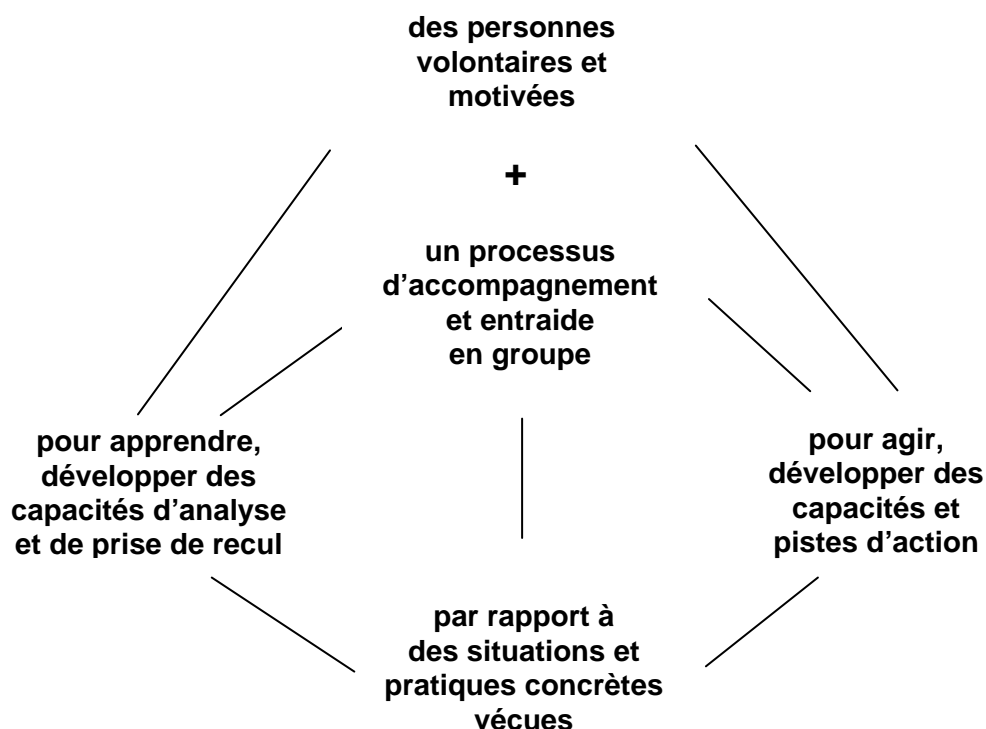 des personnes
volontaires et
motivées
+
un processus
d’accompagnement
et entraide
en groupe
pour apprendre,
développer des
capacités d’analyse
et de prise de recul
pour agir,
développer des
capacités et
pistes d’action
par rapport à
des situations et
pratiques concrètes
vécues